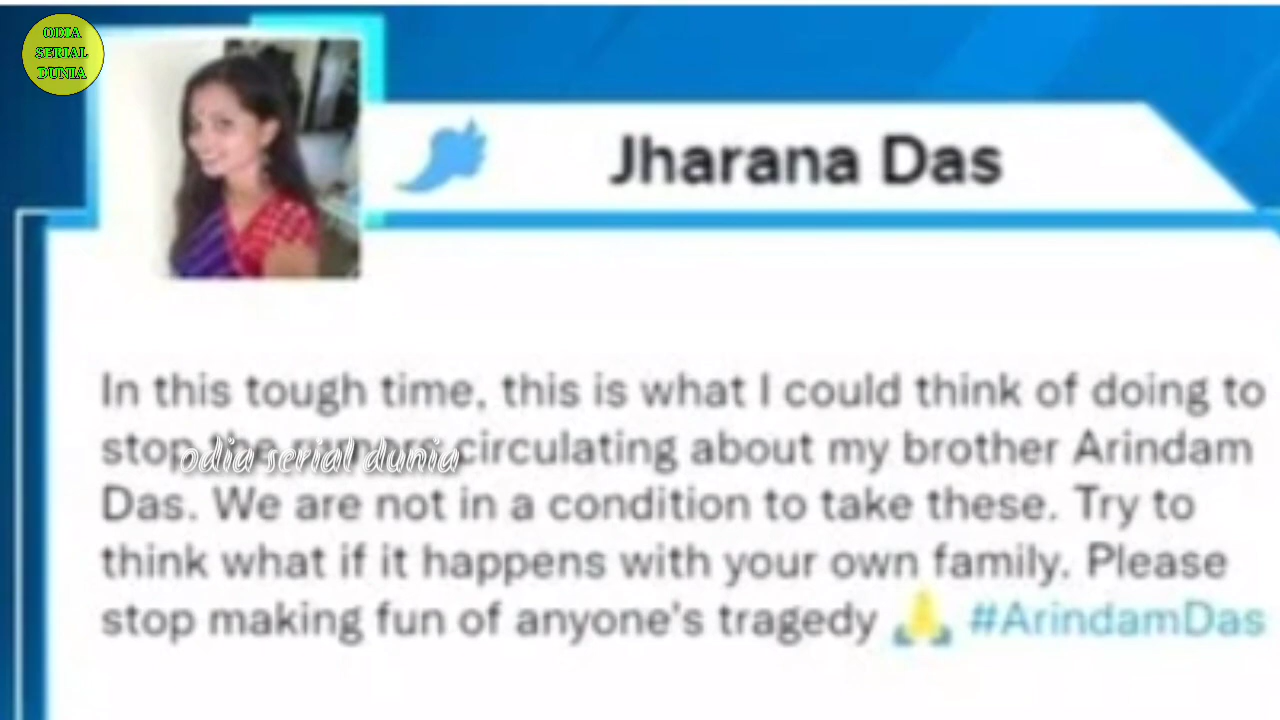 ODIA
SERIAL
DUNIA
Jharana Das
In this tough time, this is what I could think of doing to
stop the rumors circulating about my brother Arindam
odia serial dunia
Das. We are not in a condition to take these. Try to
think what if it happens with your own family. Please
stop making fun of anyone's tragedy 🙏 #ArindamDas